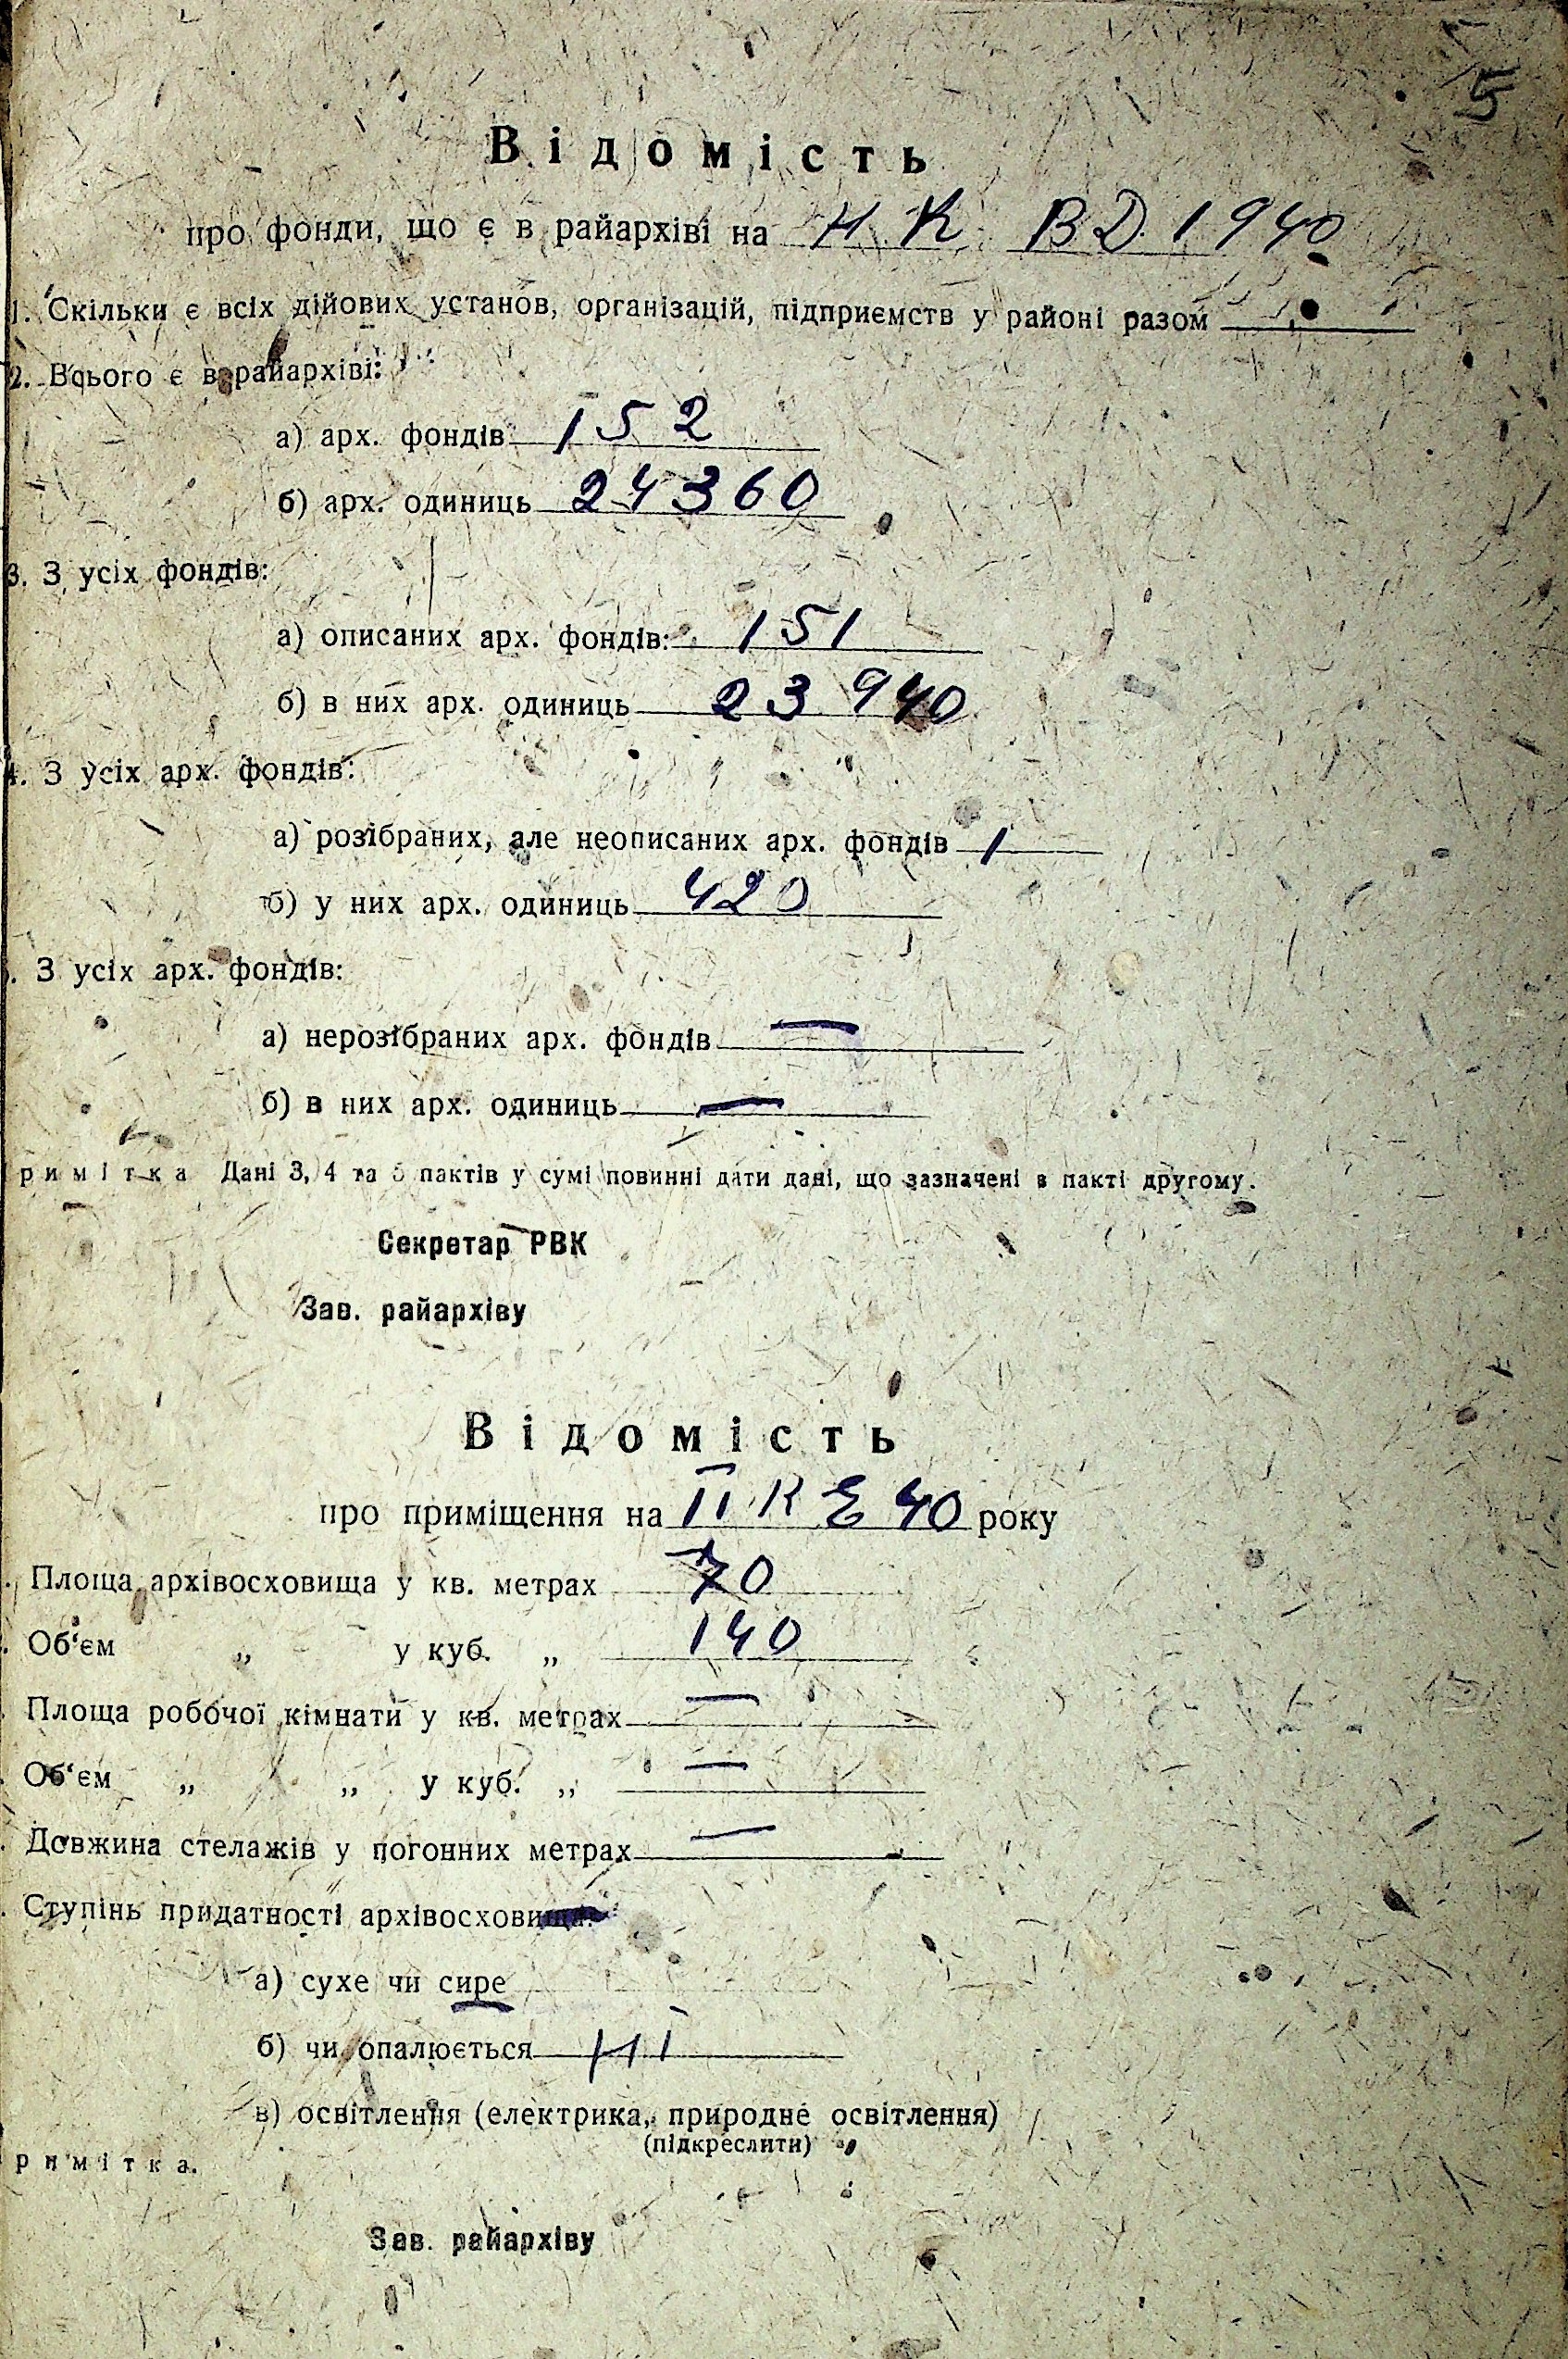 5
Відомість
про фонди, що є в райархіві на Н К ВД 1940
1. Скільки є всіх дійових установ, організацій, підприємств у районі разом
2. Всього є в райархіві:
а) арх. фондів 152
б) арх. одиниць 24360
3. З усіх фондів:
а) описаних арх. фондів: 151
б) в них арх. одиниць 23 940
4. З усіх арх. фондів:
а) розібраних, але неописаних арх. фондів 1
б) у них арх. одиниць 420
. З усіх арх. фондів:
а) нерозібраних арх. фондів —
б) в них арх. одиниць —
римітка Дані 3, 4 та 5 пактів у сумі повинні дати дані, що зазначені в пакті другому.
Секретар РВК
Зав. райархіву
Відомість
про приміщення на 40 року
. Площа архівосховища у кв. метрах 70
. Об'єм „ у куб. „ 140
Площа робочої кімнати у кв. метрах —
. Об'єм „ „ у куб. „ —
. Довжина стелажів у погонних метрах —
. Ступінь придатності архівосховища:
а) сухе чи сире
б) чи опалюється ні
в) освітлення (електрика, природне освітлення)
(підкреслити)
римітка.
Зав. райархіву